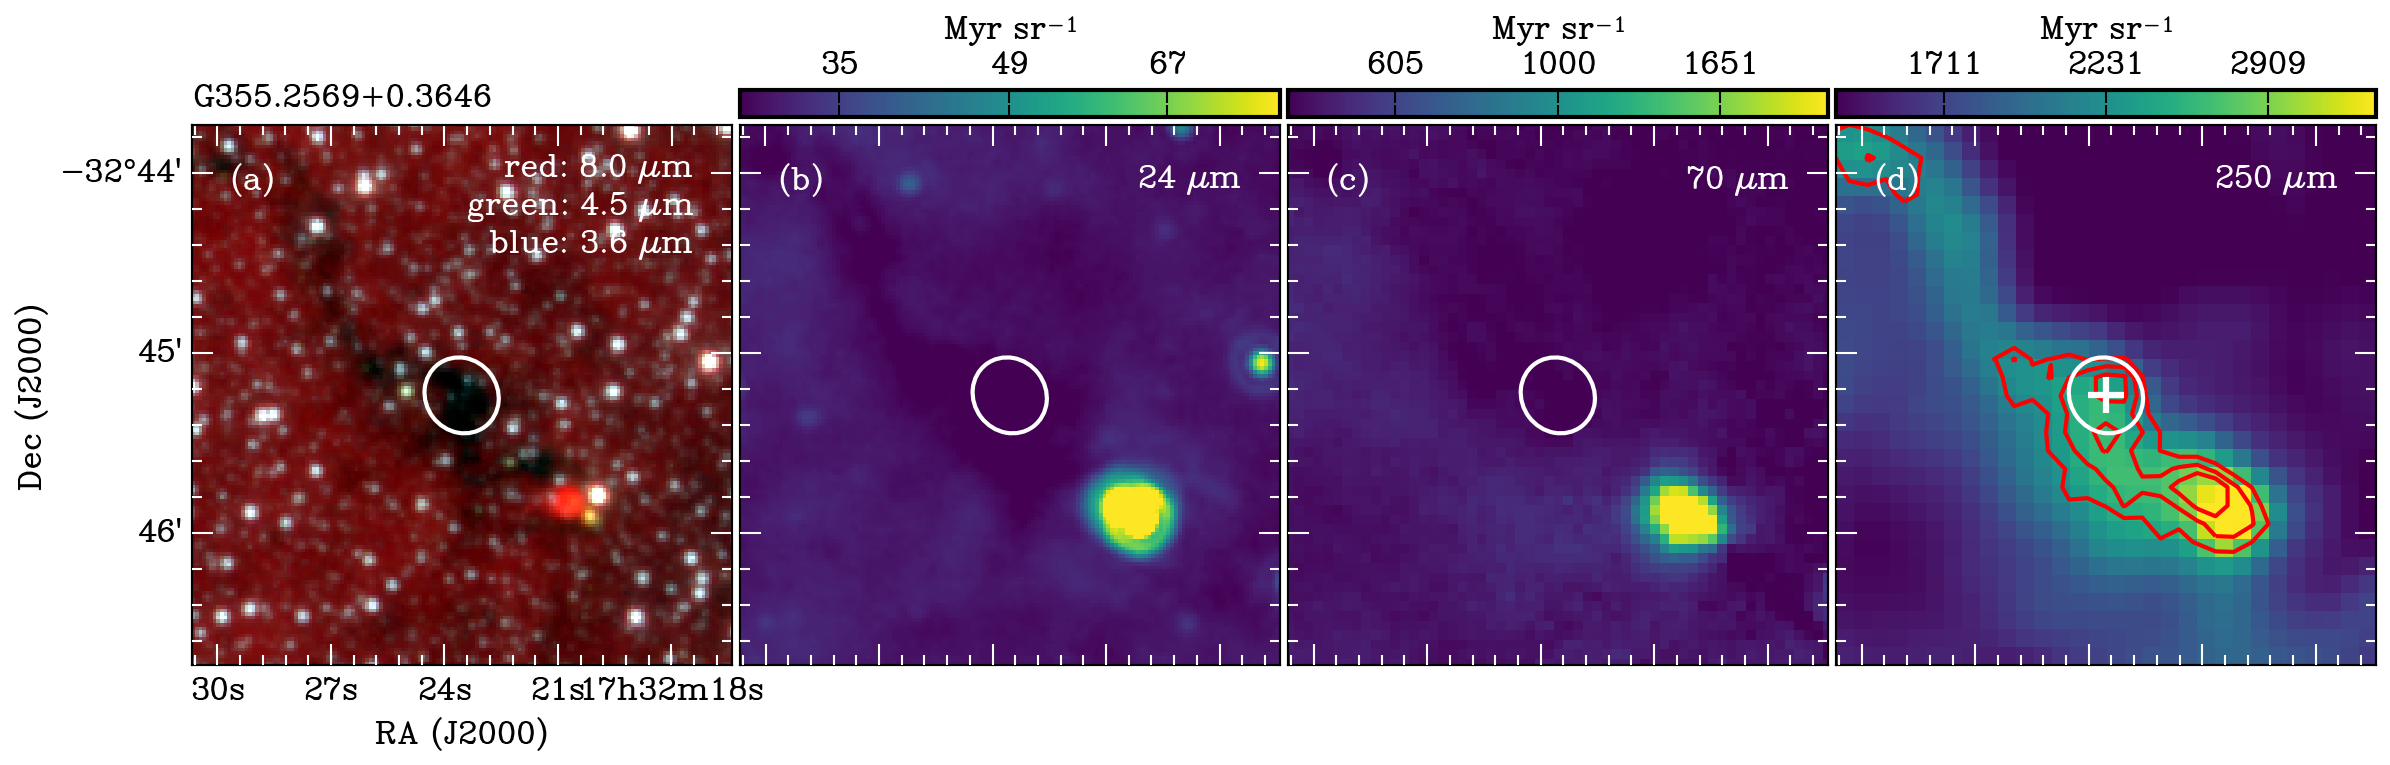 Myr sr⁻¹ Myr sr⁻¹ Myr sr⁻¹
35 49 67 605 1000 1651 1711 2231 2909
G355.2569+0.3646
(a) red: 8.0 μm
green: 4.5 μm
blue: 3.6 μm
(b) 24 μm
(c) 70 μm
(d) 250 μm
−32°44'
45'
46'
Dec (J2000)
30s 27s 24s 21s 17h32m18s
RA (J2000)